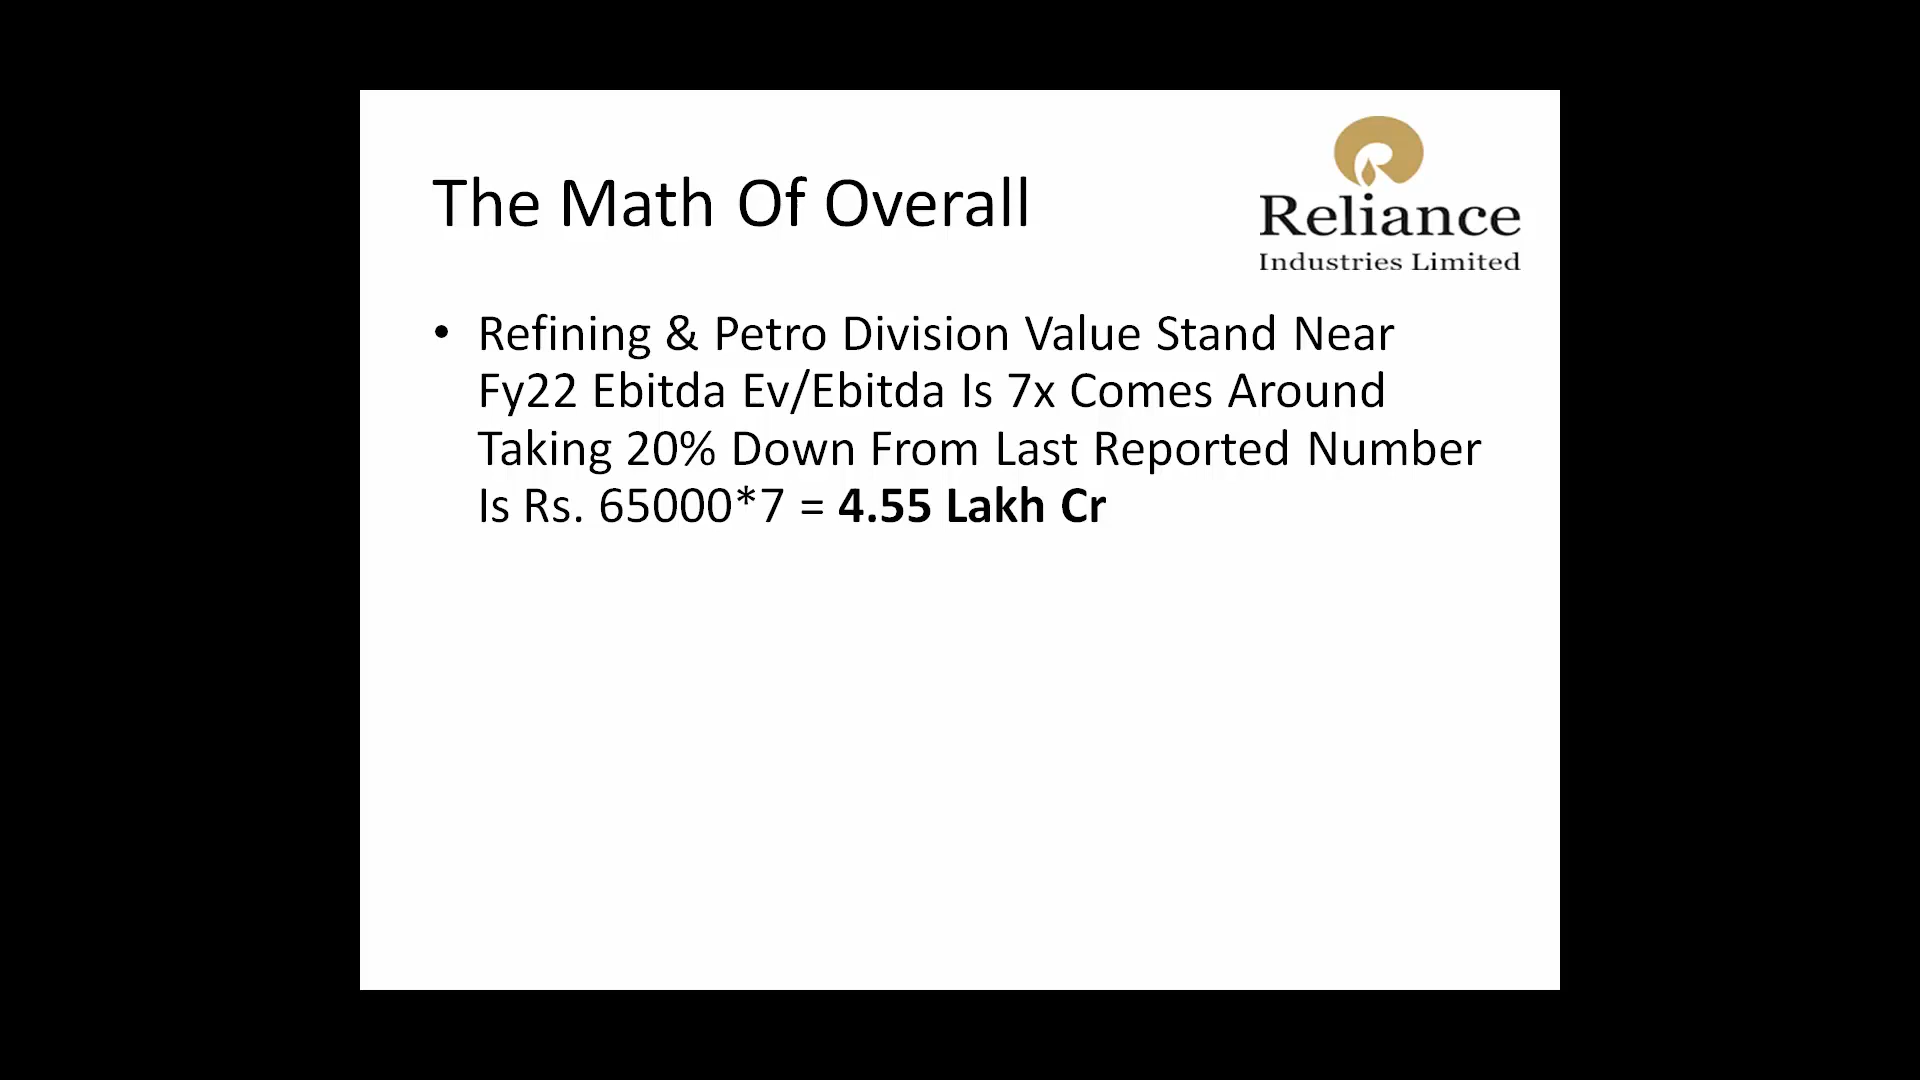 The Math Of Overall
Reliance
Industries Limited
• Refining & Petro Division Value Stand Near
Fy22 Ebitda Ev/Ebitda Is 7x Comes Around
Taking 20% Down From Last Reported Number
Is Rs. 65000*7 = 4.55 Lakh Cr